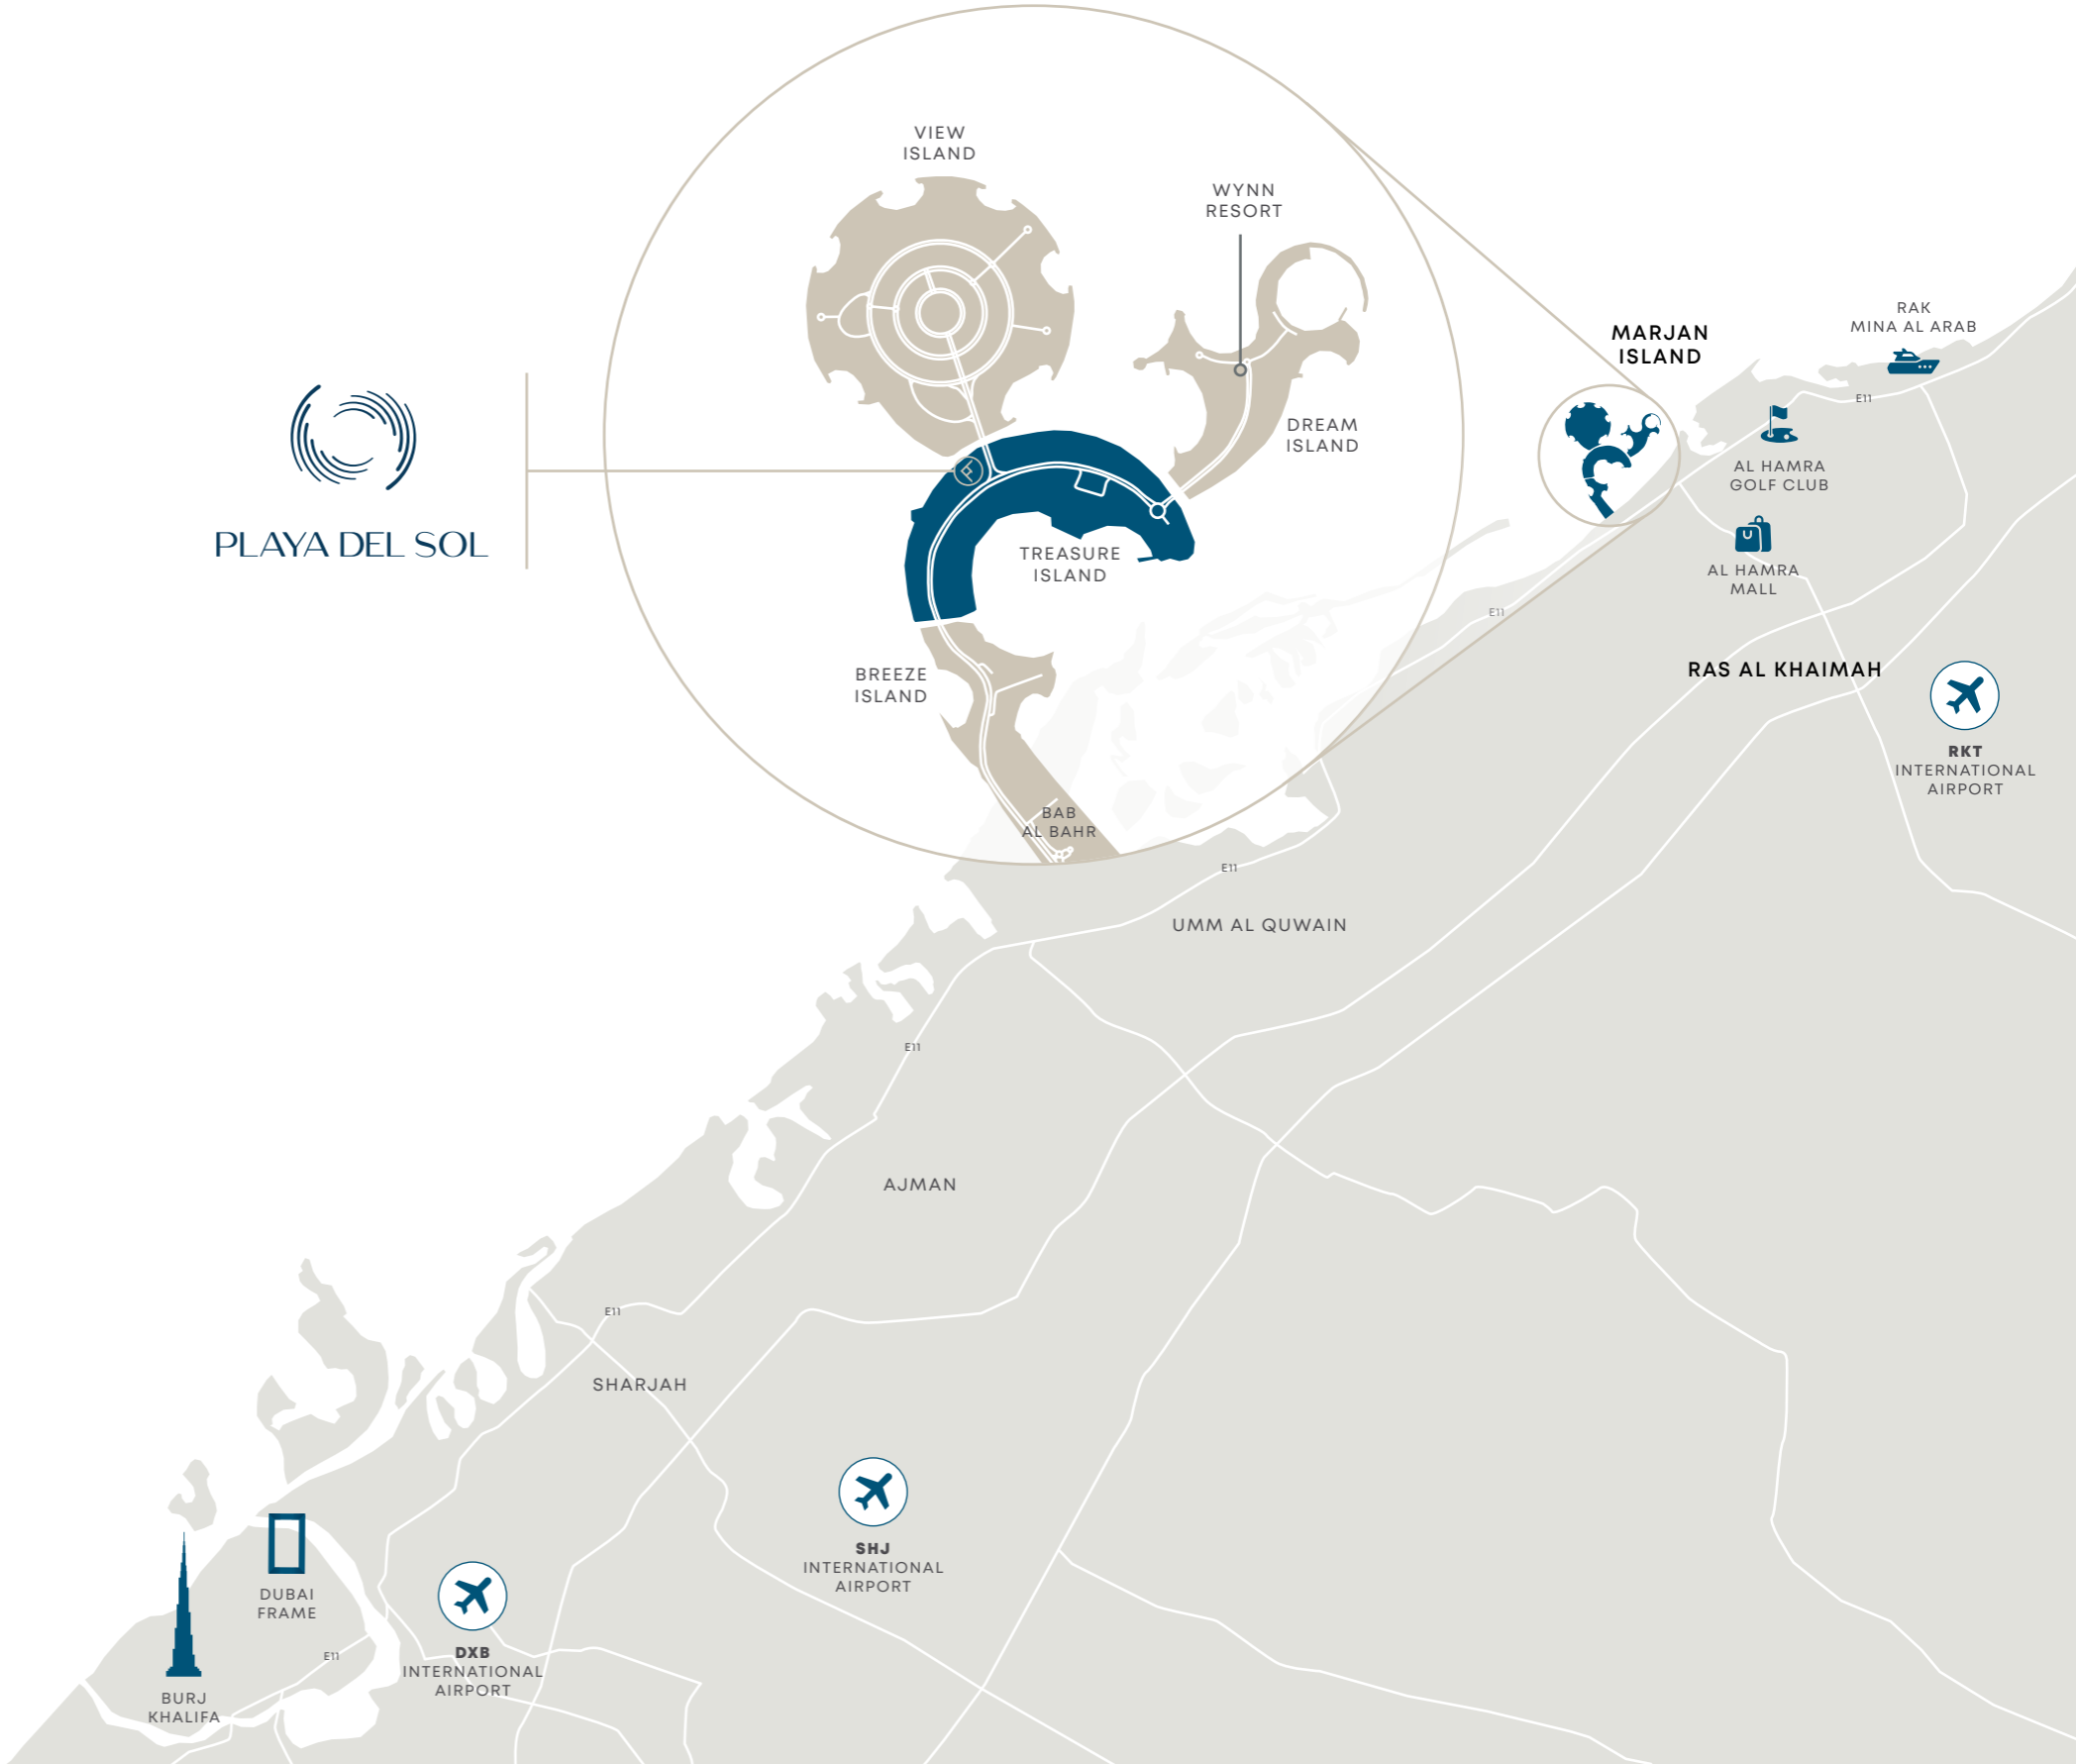 VIEW
ISLAND
WYNN
RESORT
RAK
MINA AL ARAB
MARJAN
ISLAND
E11
DREAM
ISLAND
AL HAMRA
GOLF CLUB
PLAYA DEL SOL
TREASURE
ISLAND
AL HAMRA
MALL
E11
BREEZE
ISLAND
RAS AL KHAIMAH
RKT
INTERNATIONAL
AIRPORT
BAB
AL BAHR
E11
UMM AL QUWAIN
E11
AJMAN
E11
SHARJAH
SHJ
INTERNATIONAL
AIRPORT
DUBAI
FRAME
E11
DXB
INTERNATIONAL
AIRPORT
BURJ
KHALIFA